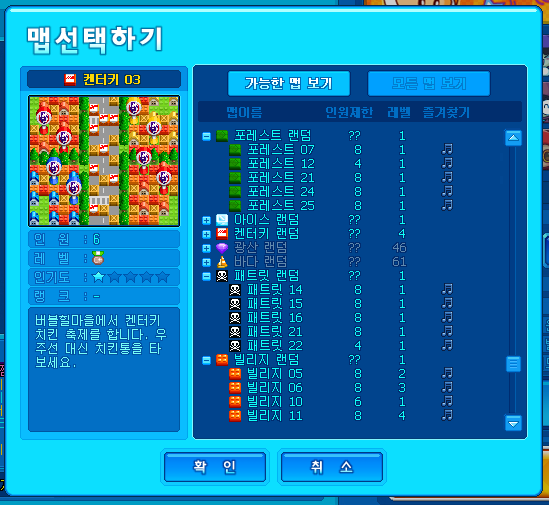 맵선택하기
켄터키 03
인 원 : 6
레 벨 :
인기도 :
랭 크 : -
버블힐마을에서 켄터키
치킨 축제를 합니다. 우
주선 대신 치킨통을 타
보세요.
가능한 맵 보기 모든 맵 보기
맵이름 인원제한 레벨 즐겨찾기
포레스트 랜덤 ?? 1
포레스트 07 8 1
포레스트 12 4 1
포레스트 21 8 1
포레스트 24 8 1
포레스트 25 8 1
아이스 랜덤 ?? 1
켄터키 랜덤 ?? 4
광산 랜덤 ?? 46
바다 랜덤 ?? 61
패트릿 랜덤 ?? 1
패트릿 14 8 1
패트릿 15 8 1
패트릿 16 8 1
패트릿 21 8 1
패트릿 22 4 1
빌리지 랜덤 ?? 1
빌리지 05 8 2
빌리지 06 8 3
빌리지 10 6 1
빌리지 11 8 4
확 인 취 소